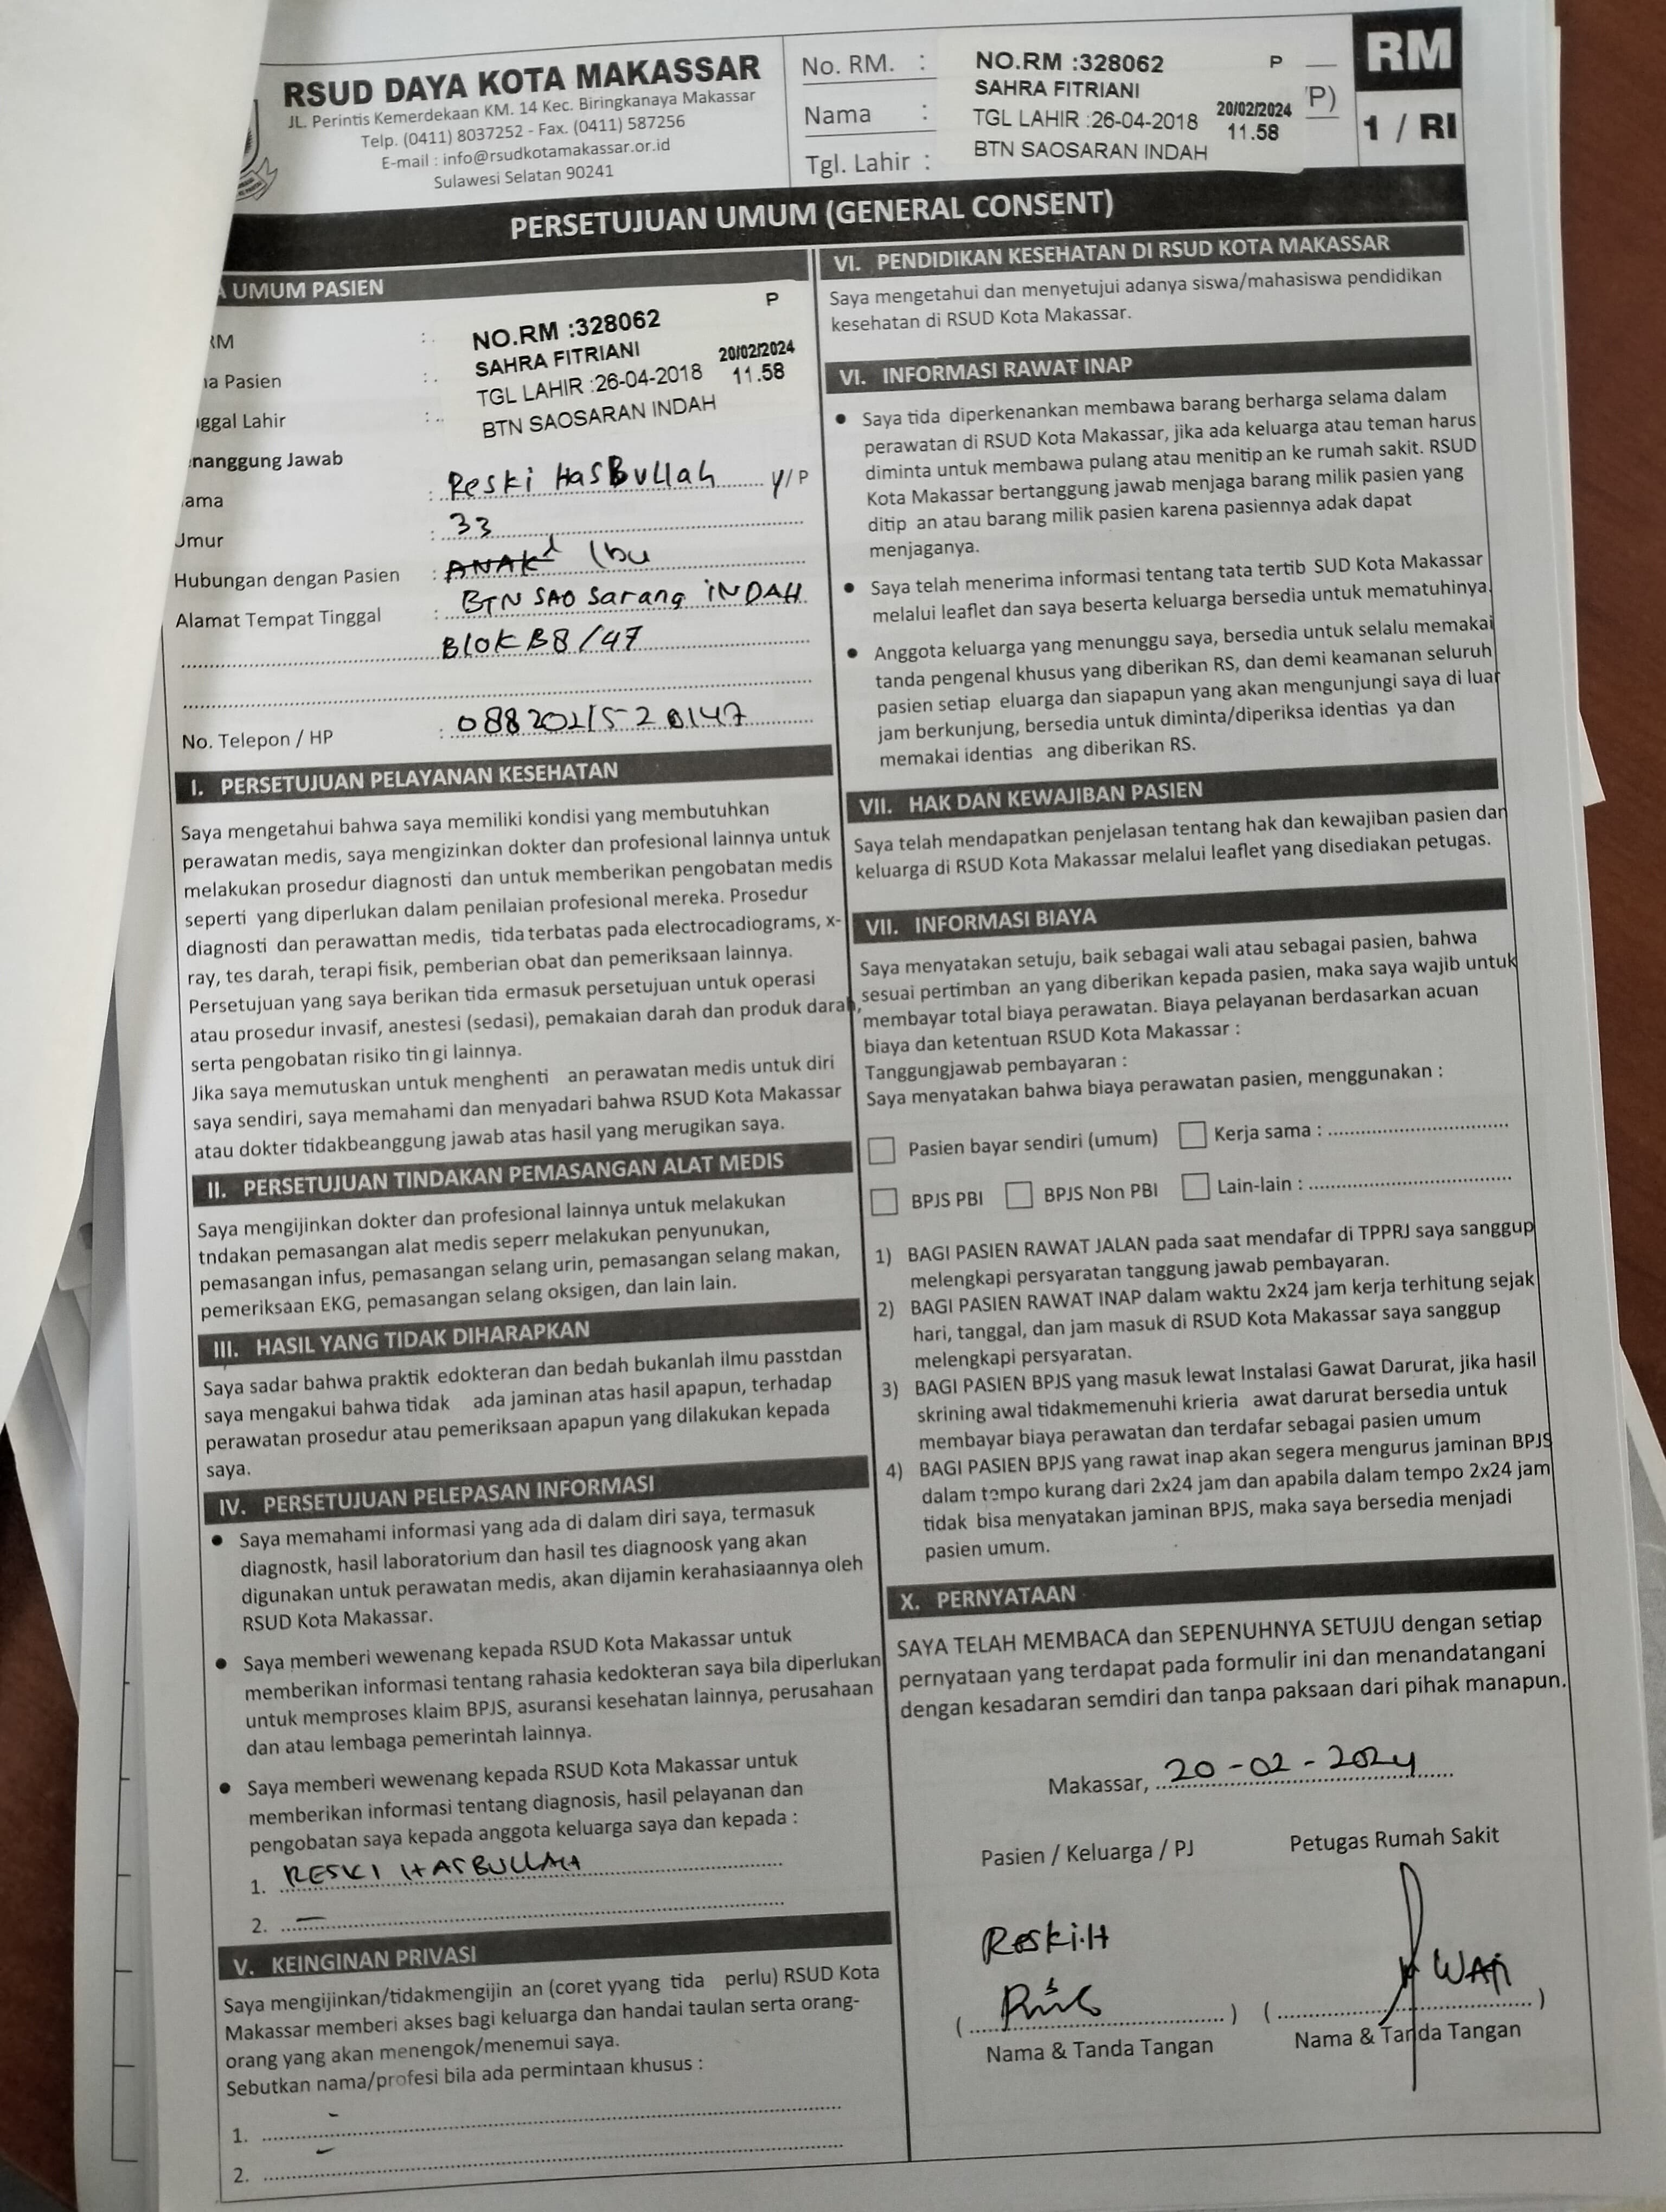 RSUD DAYA KOTA MAKASSAR
JL. Perintis Kemerdekaan KM. 14 Kec. Biringkanaya Makassar
Telp. (0411) 8037252 - Fax. (0411) 587256
E-mail : info@rsudkotamakassar.or.id
Sulawesi Selatan 90241
No. RM. :
Nama :
Tgl. Lahir :
NO.RM :328062 P
SAHRA FITRIANI
TGL LAHIR :26-04-2018 20/02/2024 11.58
BTN SAOSARAN INDAH
'P)
RM
1 / RI
PERSETUJUAN UMUM (GENERAL CONSENT)
UMUM PASIEN
RM :
NO.RM :328062 P
SAHRA FITRIANI
TGL LAHIR :26-04-2018 20/02/2024 11.58
BTN SAOSARAN INDAH
a Pasien :
ggal Lahir :
nanggung Jawab
ama : Reski HasBullah y/P
Umur : 33
Hubungan dengan Pasien : ANAK Ibu
Alamat Tempat Tinggal : BTN SAO Sarang INDAH
Blok B8/47
No. Telepon / HP :
I. PERSETUJUAN PELAYANAN KESEHATAN
Saya mengetahui bahwa saya memiliki kondisi yang membutuhkan
perawatan medis, saya mengizinkan dokter dan profesional lainnya untuk
melakukan prosedur diagnosti dan untuk memberikan pengobatan medis
seperti yang diperlukan dalam penilaian profesional mereka. Prosedur
diagnosti dan perawattan medis, tida terbatas pada electrocadiograms, x-
ray, tes darah, terapi fisik, pemberian obat dan pemeriksaan lainnya.
Persetujuan yang saya berikan tida ermasuk persetujuan untuk operasi
atau prosedur invasif, anestesi (sedasi), pemakaian darah dan produk darah,
serta pengobatan risiko tin gi lainnya.
Jika saya memutuskan untuk menghenti an perawatan medis untuk diri
saya sendiri, saya memahami dan menyadari bahwa RSUD Kota Makassar
atau dokter tidakbeanggung jawab atas hasil yang merugikan saya.
II. PERSETUJUAN TINDAKAN PEMASANGAN ALAT MEDIS
Saya mengijinkan dokter dan profesional lainnya untuk melakukan
tndakan pemasangan alat medis seperr melakukan penyunukan,
pemasangan infus, pemasangan selang urin, pemasangan selang makan,
pemeriksaan EKG, pemasangan selang oksigen, dan lain lain.
III. HASIL YANG TIDAK DIHARAPKAN
Saya sadar bahwa praktik edokteran dan bedah bukanlah ilmu passtdan
saya mengakui bahwa tidak ada jaminan atas hasil apapun, terhadap
perawatan prosedur atau pemeriksaan apapun yang dilakukan kepada
saya.
IV. PERSETUJUAN PELEPASAN INFORMASI
● Saya memahami informasi yang ada di dalam diri saya, termasuk
diagnostk, hasil laboratorium dan hasil tes diagnoosk yang akan
digunakan untuk perawatan medis, akan dijamin kerahasiaannya oleh
RSUD Kota Makassar.
● Saya memberi wewenang kepada RSUD Kota Makassar untuk
memberikan informasi tentang rahasia kedokteran saya bila diperlukan
untuk memproses klaim BPJS, asuransi kesehatan lainnya, perusahaan
dan atau lembaga pemerintah lainnya.
● Saya memberi wewenang kepada RSUD Kota Makassar untuk
memberikan informasi tentang diagnosis, hasil pelayanan dan
pengobatan saya kepada anggota keluarga saya dan kepada :
1. RESKI HASBULLAH
2. –
V. KEINGINAN PRIVASI
Saya mengijinkan/tidakmengijin an (coret yyang tida perlu) RSUD Kota
Makassar memberi akses bagi keluarga dan handai taulan serta orang-
orang yang akan menengok/menemui saya.
Sebutkan nama/profesi bila ada permintaan khusus :
1. –
2. –
VI. PENDIDIKAN KESEHATAN DI RSUD KOTA MAKASSAR
Saya mengetahui dan menyetujui adanya siswa/mahasiswa pendidikan
kesehatan di RSUD Kota Makassar.
VI. INFORMASI RAWAT INAP
● Saya tida diperkenankan membawa barang berharga selama dalam
perawatan di RSUD Kota Makassar, jika ada keluarga atau teman harus
diminta untuk membawa pulang atau menitip an ke rumah sakit. RSUD
Kota Makassar bertanggung jawab menjaga barang milik pasien yang
ditip an atau barang milik pasien karena pasiennya adak dapat
menjaganya.
● Saya telah menerima informasi tentang tata tertib SUD Kota Makassar
melalui leaflet dan saya beserta keluarga bersedia untuk mematuhinya.
● Anggota keluarga yang menunggu saya, bersedia untuk selalu memakai
tanda pengenal khusus yang diberikan RS, dan demi keamanan seluruh
pasien setiap eluarga dan siapapun yang akan mengunjungi saya di luar
jam berkunjung, bersedia untuk diminta/diperiksa identias ya dan
memakai identias ang diberikan RS.
VII. HAK DAN KEWAJIBAN PASIEN
Saya telah mendapatkan penjelasan tentang hak dan kewajiban pasien dan
keluarga di RSUD Kota Makassar melalui leaflet yang disediakan petugas.
VII. INFORMASI BIAYA
Saya menyatakan setuju, baik sebagai wali atau sebagai pasien, bahwa
sesuai pertimban an yang diberikan kepada pasien, maka saya wajib untuk
membayar total biaya perawatan. Biaya pelayanan berdasarkan acuan
biaya dan ketentuan RSUD Kota Makassar :
Tanggungjawab pembayaran :
Saya menyatakan bahwa biaya perawatan pasien, menggunakan :
Pasien bayar sendiri (umum) Kerja sama :
BPJS PBI BPJS Non PBI Lain-lain :
1) BAGI PASIEN RAWAT JALAN pada saat mendafar di TPPRJ saya sanggup
melengkapi persyaratan tanggung jawab pembayaran.
2) BAGI PASIEN RAWAT INAP dalam waktu 2x24 jam kerja terhitung sejak
hari, tanggal, dan jam masuk di RSUD Kota Makassar saya sanggup
melengkapi persyaratan.
3) BAGI PASIEN BPJS yang masuk lewat Instalasi Gawat Darurat, jika hasil
skrining awal tidakmemenuhi krieria awat darurat bersedia untuk
membayar biaya perawatan dan terdafar sebagai pasien umum
4) BAGI PASIEN BPJS yang rawat inap akan segera mengurus jaminan BPJS
dalam tempo kurang dari 2x24 jam dan apabila dalam tempo 2x24 jam
tidak bisa menyatakan jaminan BPJS, maka saya bersedia menjadi
pasien umum.
X. PERNYATAAN
SAYA TELAH MEMBACA dan SEPENUHNYA SETUJU dengan setiap
pernyataan yang terdapat pada formulir ini dan menandatangani
dengan kesadaran semdiri dan tanpa paksaan dari pihak manapun.
Makassar, 20-02-2024
Pasien / Keluarga / PJ Petugas Rumah Sakit
Reski.H
( ) ( )
Nama & Tanda Tangan Nama & Tanda Tangan